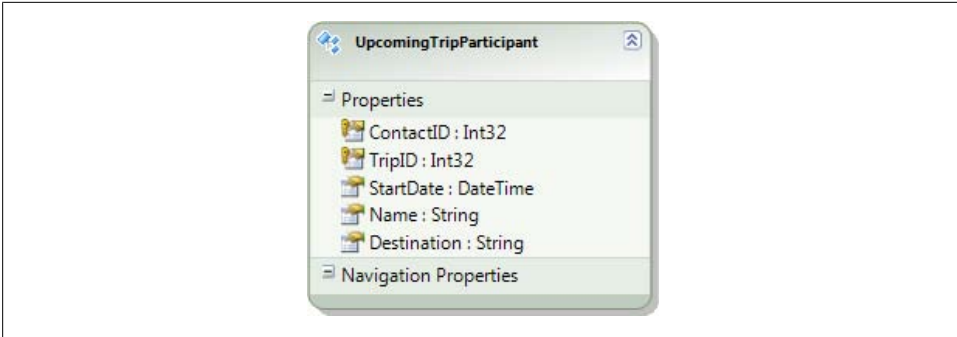 UpcomingTripParticipant
Properties
ContactID : Int32
TripID : Int32
StartDate : DateTime
Name : String
Destination : String
Navigation Properties